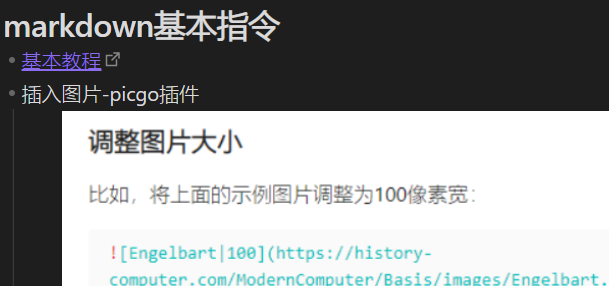 markdown基本指令
基本教程
插入图片-picgo插件
调整图片大小
比如，将上面的示例图片调整为100像素宽：
![Engelbart|100](https://history-
computer.com/ModernComputer/Basis/images/Engelbart.